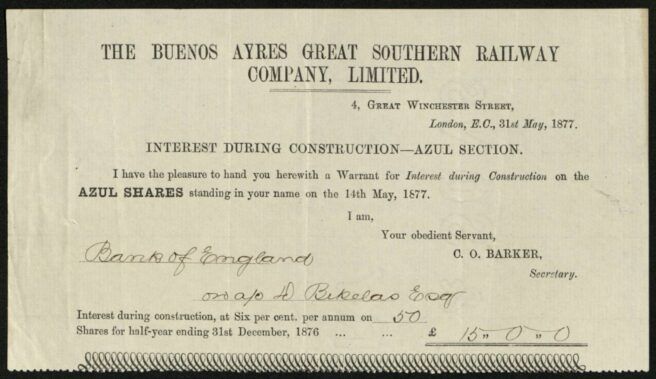 THE BUENOS AYRES GREAT SOUTHERN RAILWAY
COMPANY, LIMITED.
4, GREAT WINCHESTER STREET,
London, E.C., 31st May, 1877.
INTEREST DURING CONSTRUCTION—AZUL SECTION.
I have the pleasure to hand you herewith a Warrant for Interest during Construction on the
AZUL SHARES standing in your name on the 14th May, 1877.
I am,
Your obedient Servant,
Bank of England
C. O. BARKER,
Secretary.
a/o D Bikelas Esq
Interest during construction, at Six per cent. per annum on 50
Shares for half-year ending 31st December, 1876 ... ... £ 15 " 0 " 0